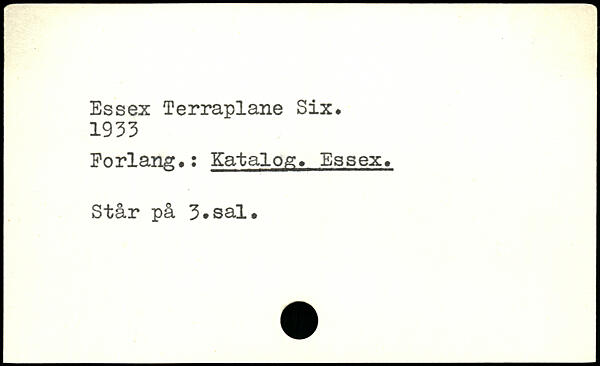 Essex Terraplane Six.
1933
Forlang.: Katalog. Essex.
Står på 3.sal.